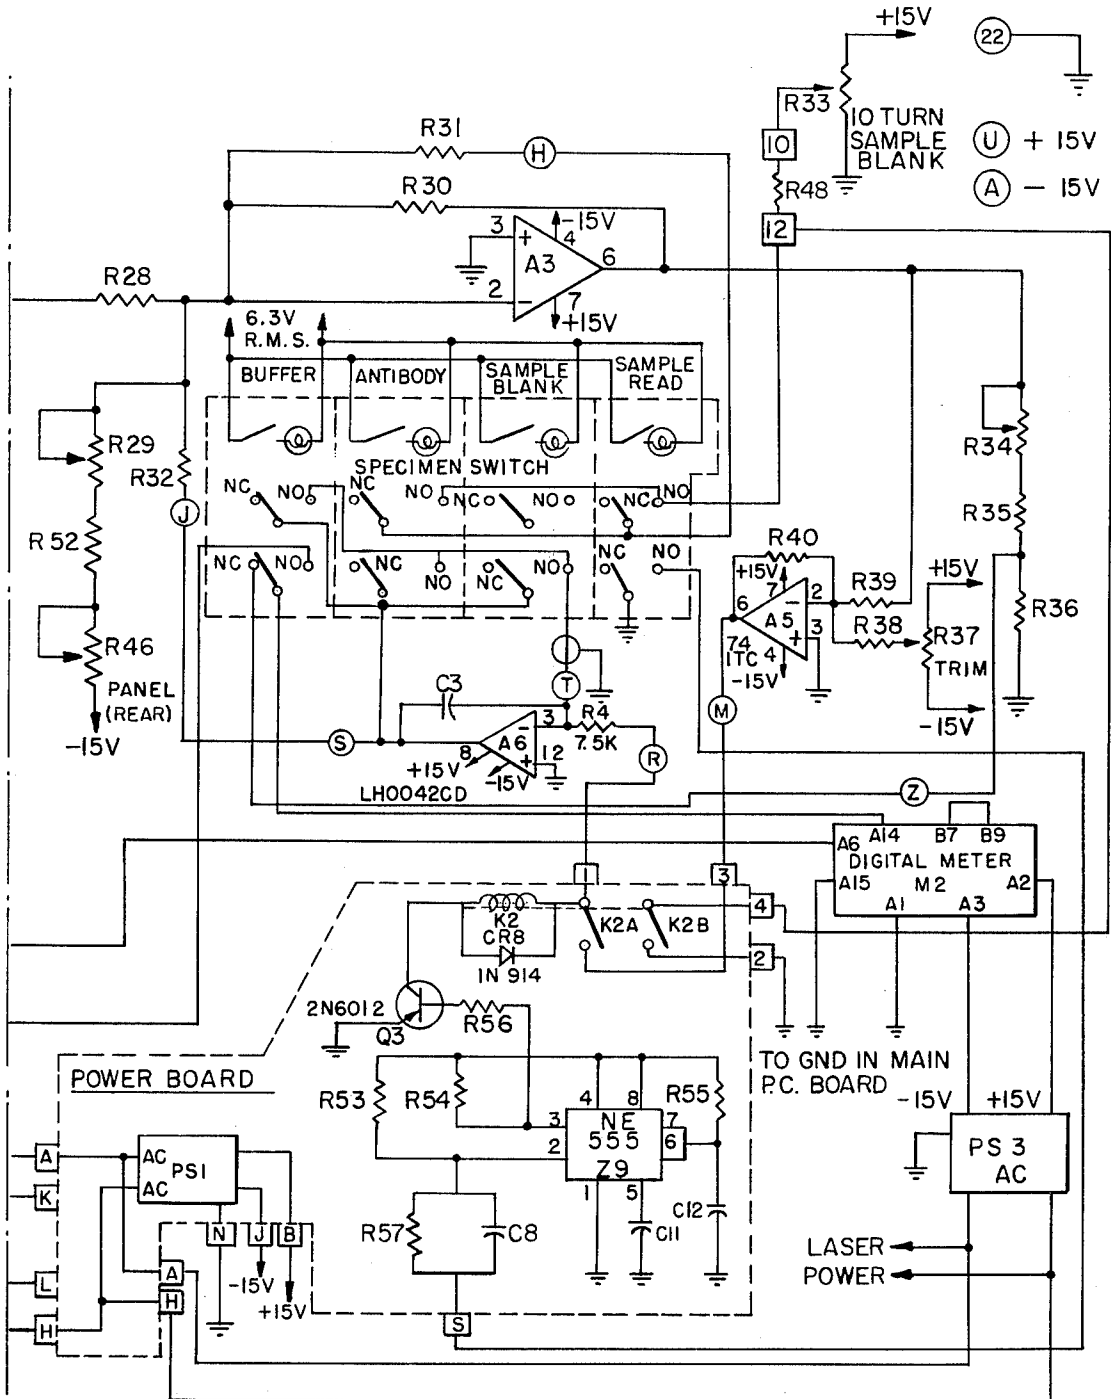 +15V
22
R33
10 TURN
SAMPLE
BLANK
U + 15V
A - 15V
10
R48
12
R31
H
R30
-15V
3
+
4
A3
6
2
-
7
+15V
R28
6.3V
R.M.S.
BUFFER
ANTIBODY
SAMPLE
BLANK
SAMPLE
READ
R29
R32
J
R52
R46
PANEL
(REAR)
-15V
SPECIMEN SWITCH
NC
NO
NC
NO
NC
NO
NC
NO
NC
NO
NC
NO
NC
NO
NC
NO
R34
R35
R36
R40
+15V
7
2
-
6
A5
+
3
74
1TC
4
-15V
R39
R38
+15V
R37
TRIM
-15V
T
C3
S
3
-
A6
8
+
12
+15V
-15V
LH0042CD
R4
7.5K
R
M
Z
A6
A14
B7
B9
DIGITAL METER
A15
M2
A2
A1
A3
1
3
4
2
K2
CR8
1N 914
K2A
K2B
2N6012
Q3
R56
TO GND IN MAIN
P.C. BOARD
POWER BOARD
R53
R54
R55
4
8
3
NE
7
555
6
2
Z9
1
5
C11
C12
R57
C8
S
-15V
+15V
PS 3
AC
LASER
POWER
A
K
L
H
AC
PS1
AC
N
J
B
A
H
-15V
+15V